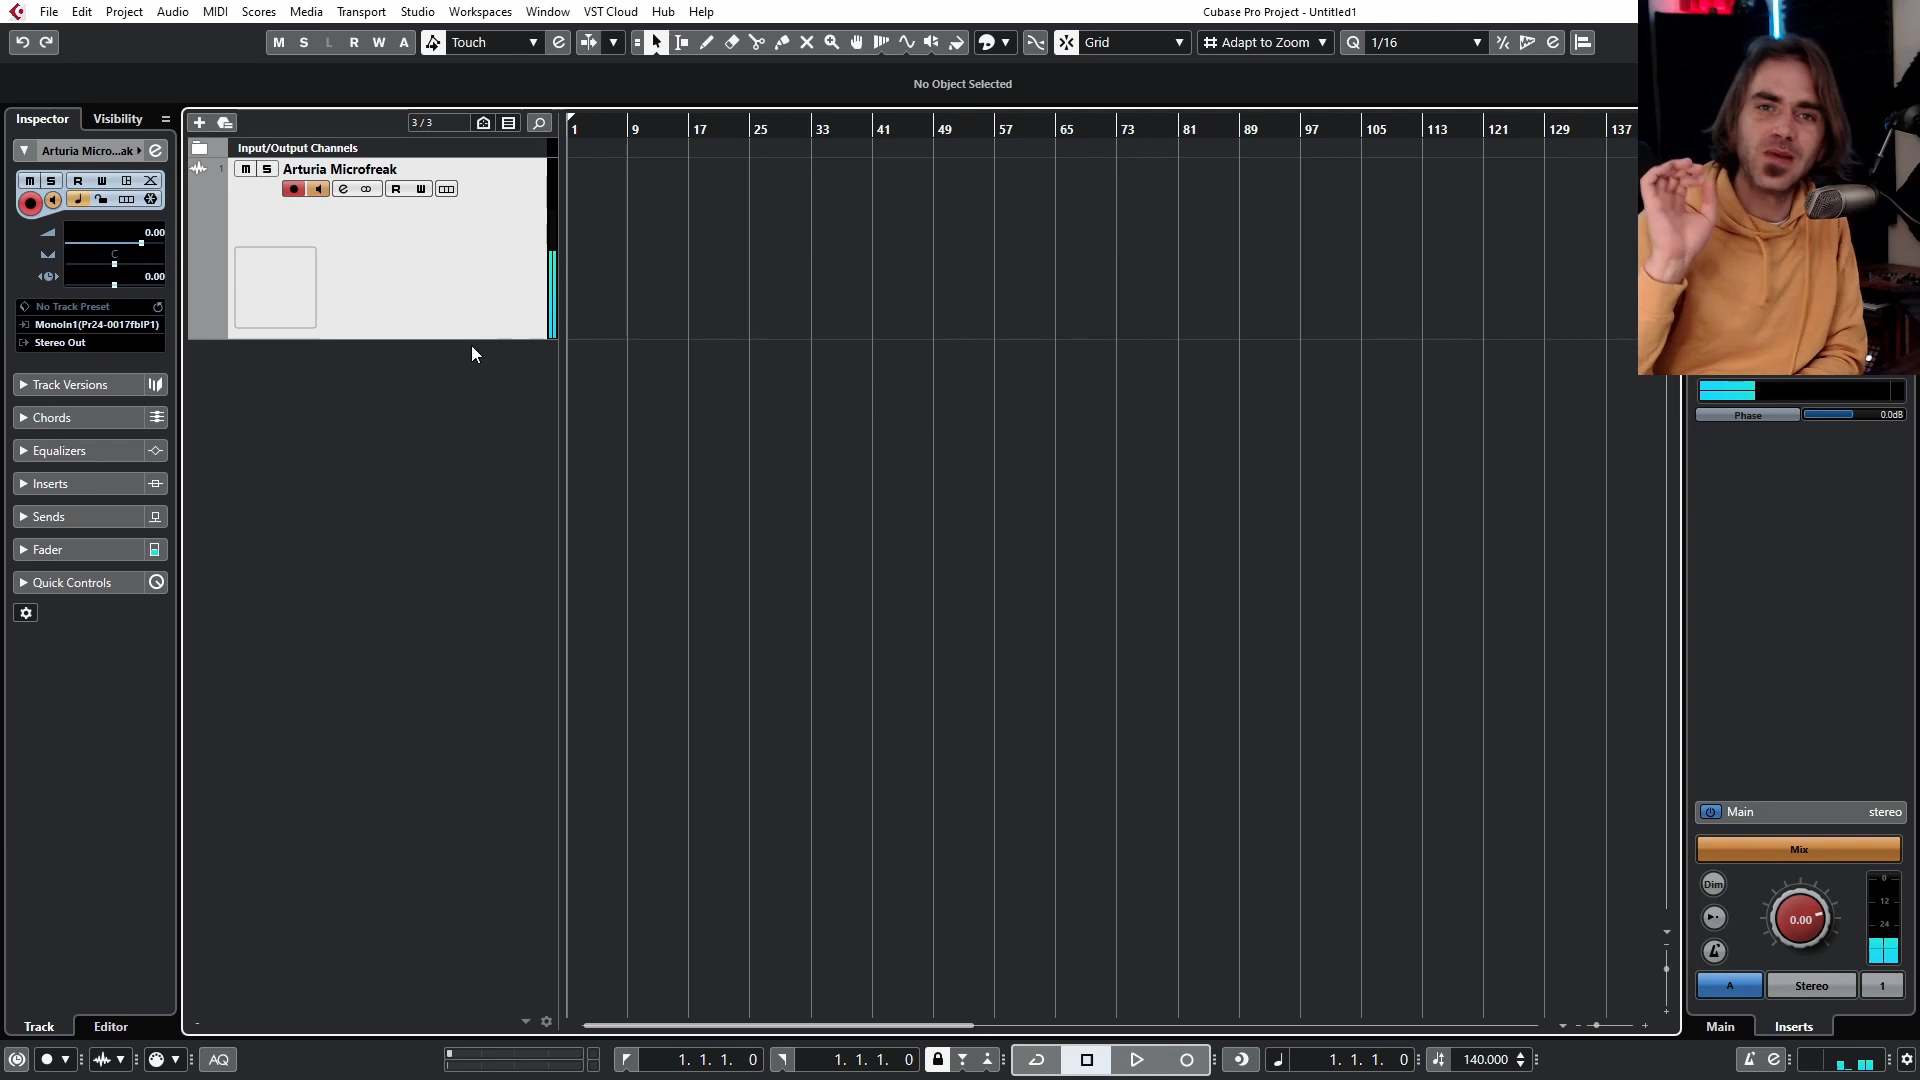 File Edit Project Audio MIDI Scores Media Transport Studio Workspaces Window VST Cloud Hub Help
Cubase Pro Project - Untitled1
M S L R W A Touch
Grid
Adapt to Zoom
Q 1/16
No Object Selected
Inspector Visibility
Arturia Micro...ak
M S R W
0.00
C
0.00
No Track Preset
MonoIn1(Pr24-0017fbIP1)
Stereo Out
Track Versions
Chords
Equalizers
Inserts
Sends
Fader
Quick Controls
Track Editor
3 / 3
Input/Output Channels
1 M S Arturia Microfreak
R W
1 9 17 25 33 41 49 57 65 73 81 89 97 105 113 121 129 137
Phase 0.0dB
Main stereo
Mix
Dim
0.00
0
12
24
A Stereo 1
Main Inserts
AQ
1. 1. 1. 0
1. 1. 1. 0
1. 1. 1. 0
140.000